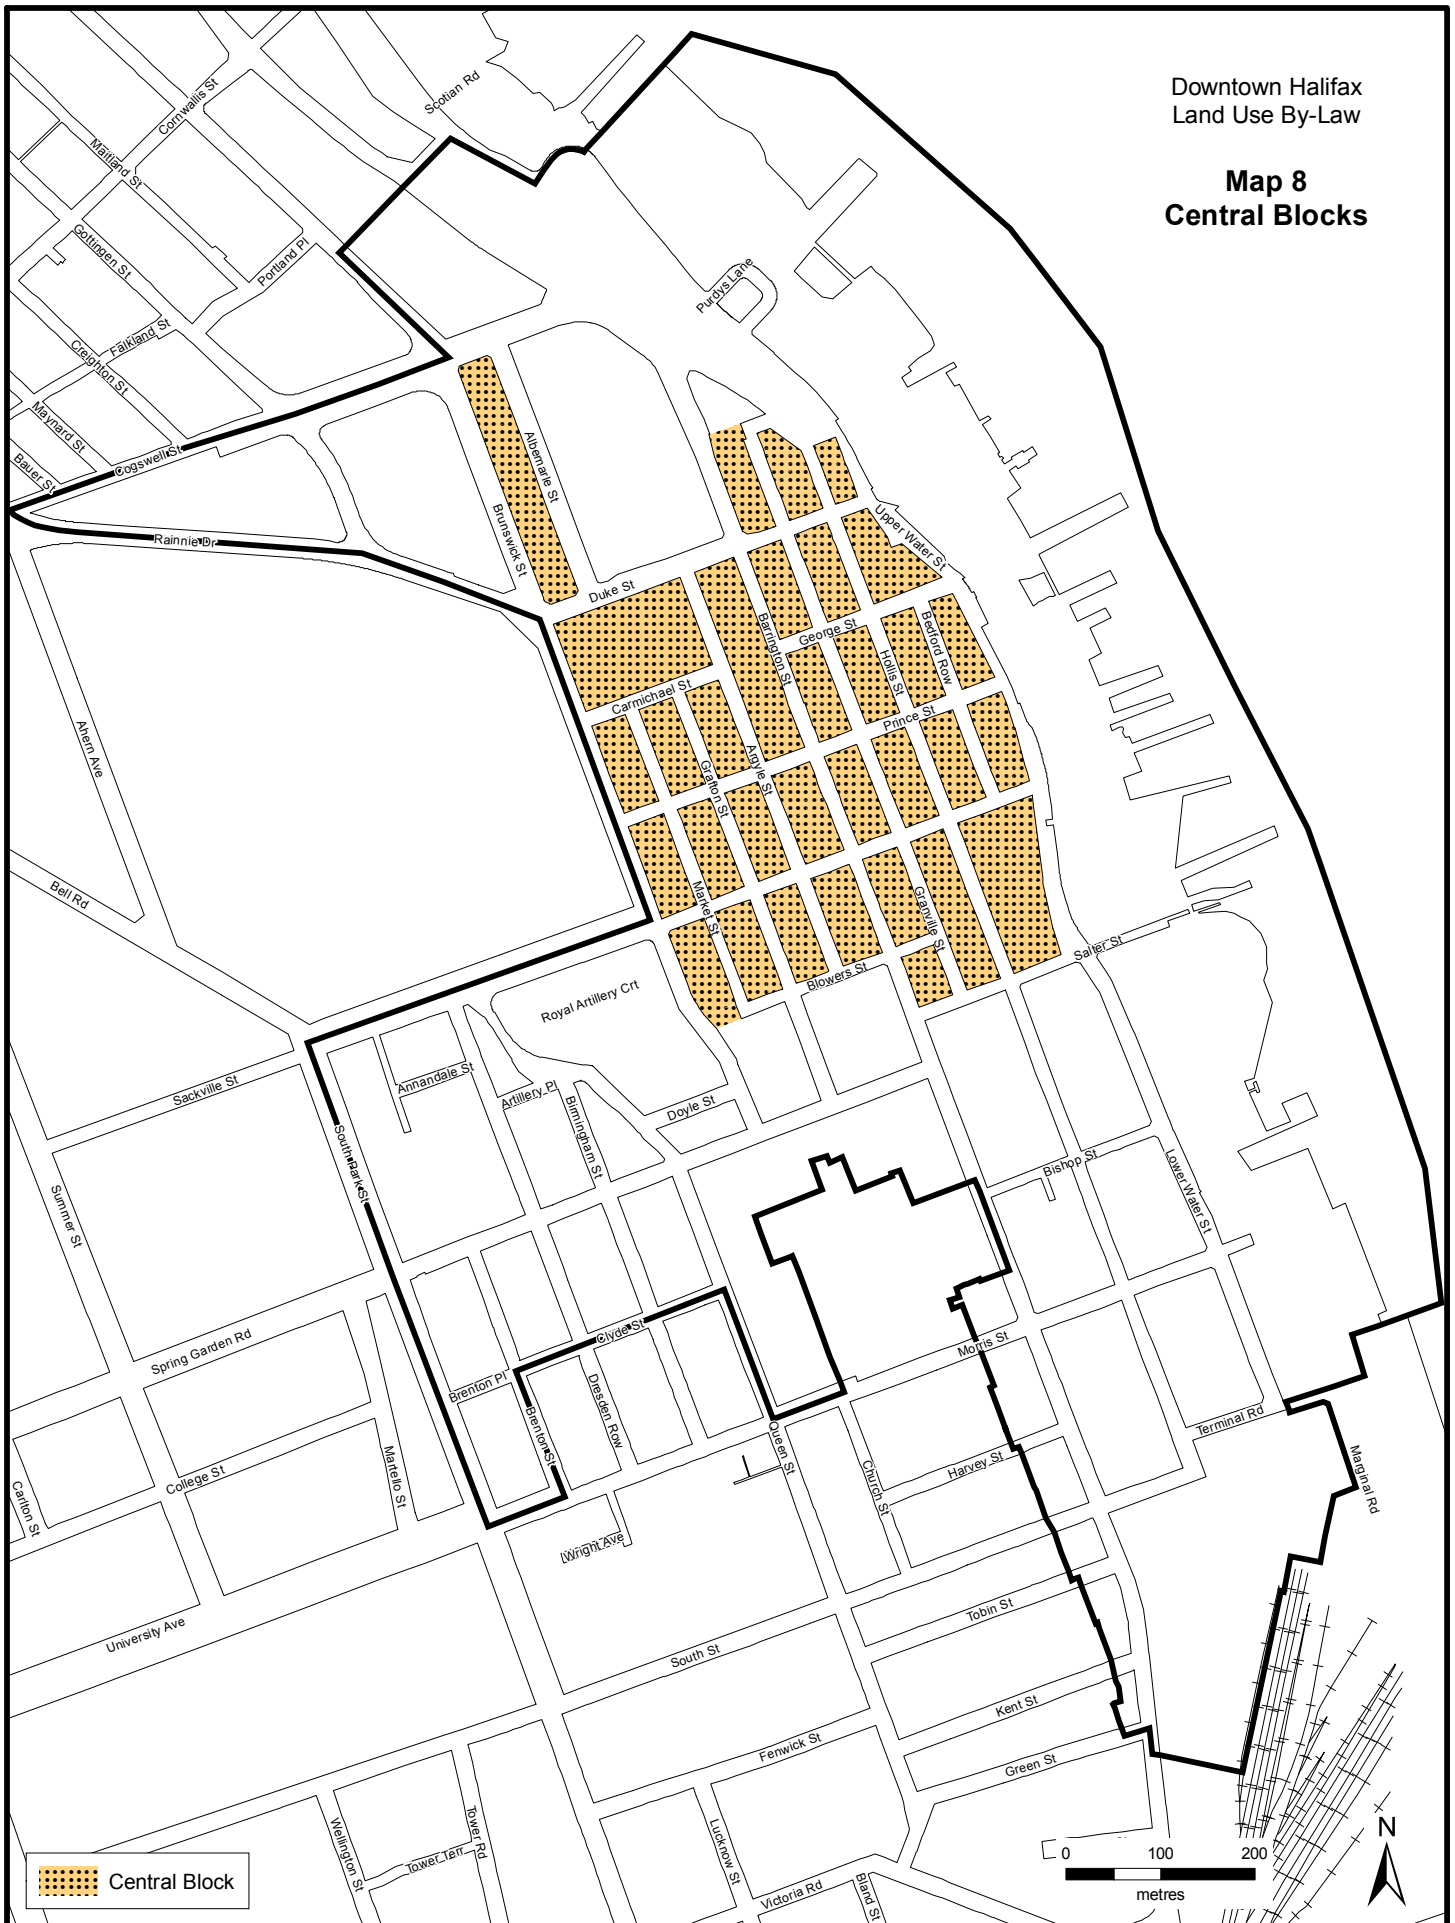 Downtown Halifax
Land Use By-Law
Map 8
Central Blocks
Scotian Rd
Cornwallis St
Maitland St
Gottingen St
Portland Pl
Purdys Lane
Falkland St
Creighton St
Maynard St
Bauer St
Cogswell St
Albemarle St
Brunswick St
Rainnie Dr
Upper Water St
Duke St
Barrington St
George St
Bedford Row
Hollis St
Carmichael St
Prince St
Ahern Ave
Argyle St
Grafton St
Bell Rd
Market St
Granville St
Salter St
Blowers St
Royal Artillery Crt
Sackville St
Annandale St
Artillery Pl
Birmingham St
Doyle St
South Park St
Bishop St
Lower Water St
Summer St
Spring Garden Rd
Clyde St
Morris St
Brenton Pl
Dresden Row
Brenton St
Queen St
Terminal Rd
Marginal Rd
Martello St
College St
Carlton St
Church St
Harvey St
Wright Ave
University Ave
Tobin St
South St
Kent St
Fenwick St
Green St
Wellington St
Tower Rd
Tower Terr
Lucknow St
Victoria Rd
Bland St
Central Block
0 100 200
metres
N